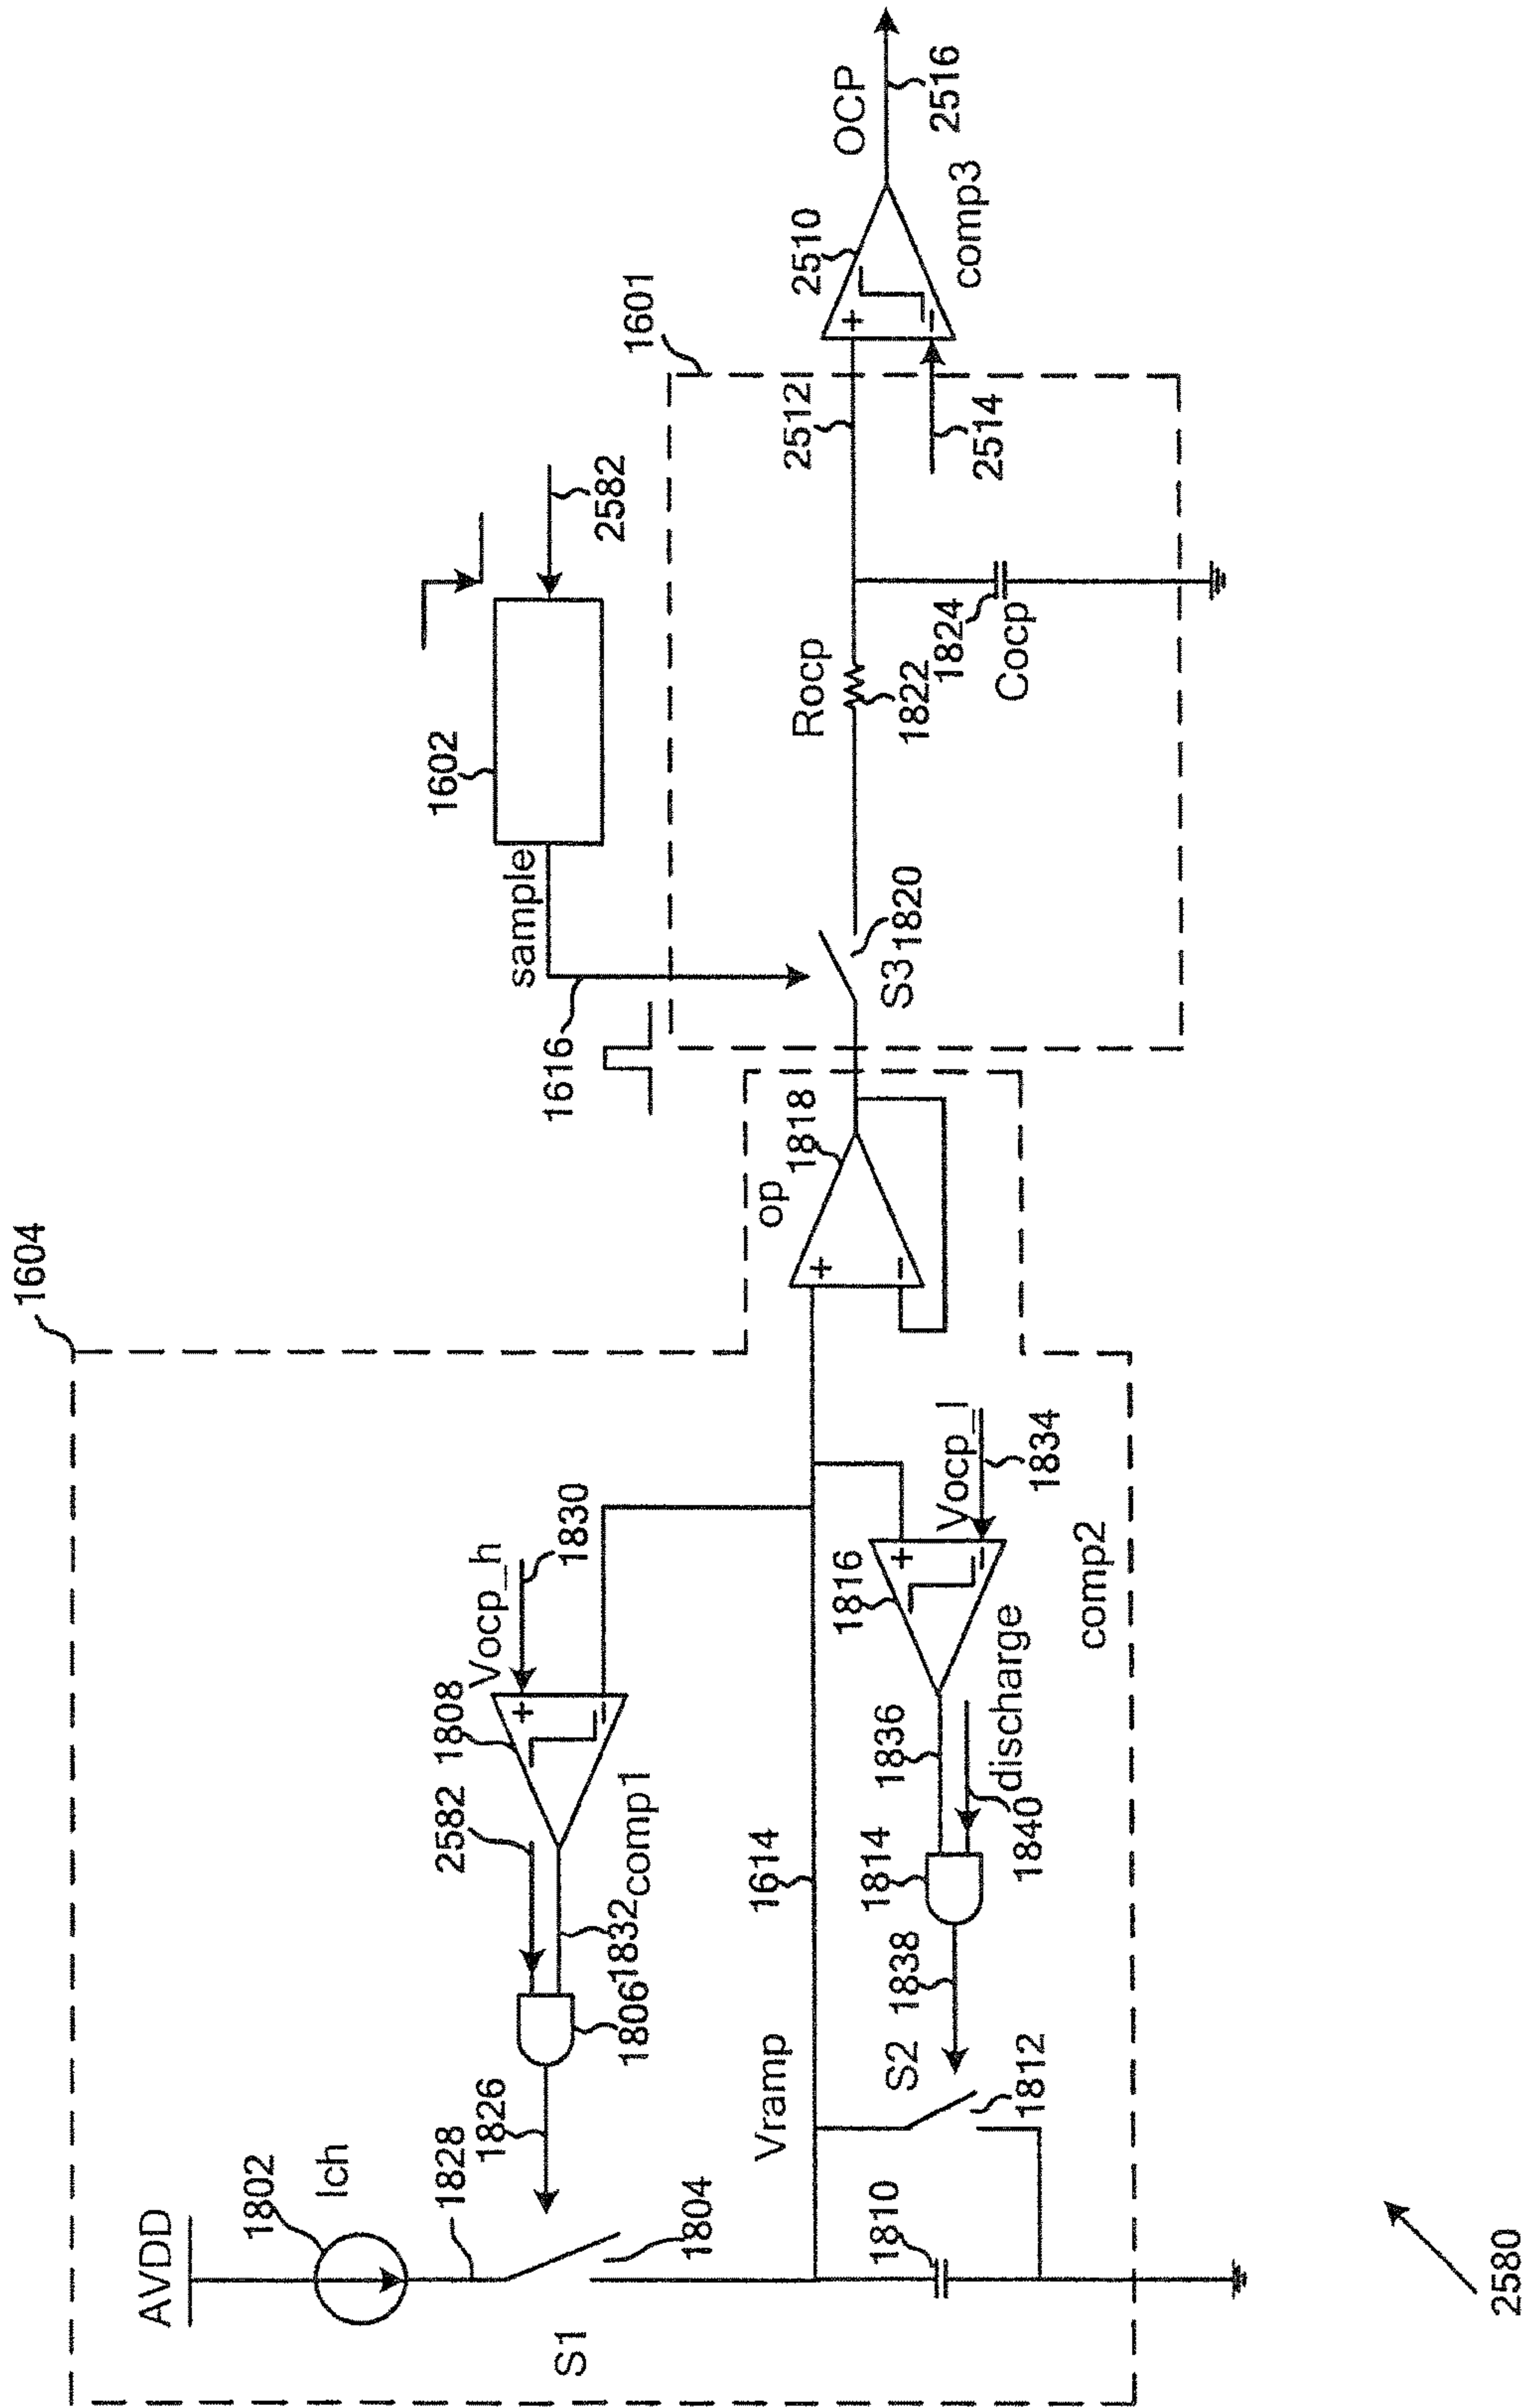 1604
AVDD
1802
Ich
1828
S1
1804
1826
1806
1832
comp1
2582
1808
Vocp_h
1830
Vramp
1614
1810
S2
1812
1838
1814
1840
discharge
1836
1816
Vocp_l
1834
comp2
+
−
+
−
op
1818
+
−
1616
sample
1602
2582
1601
S3
1820
Rocp
1822
1824
Cocp
2512
2514
2510
+
−
comp3
OCP
2516
2580